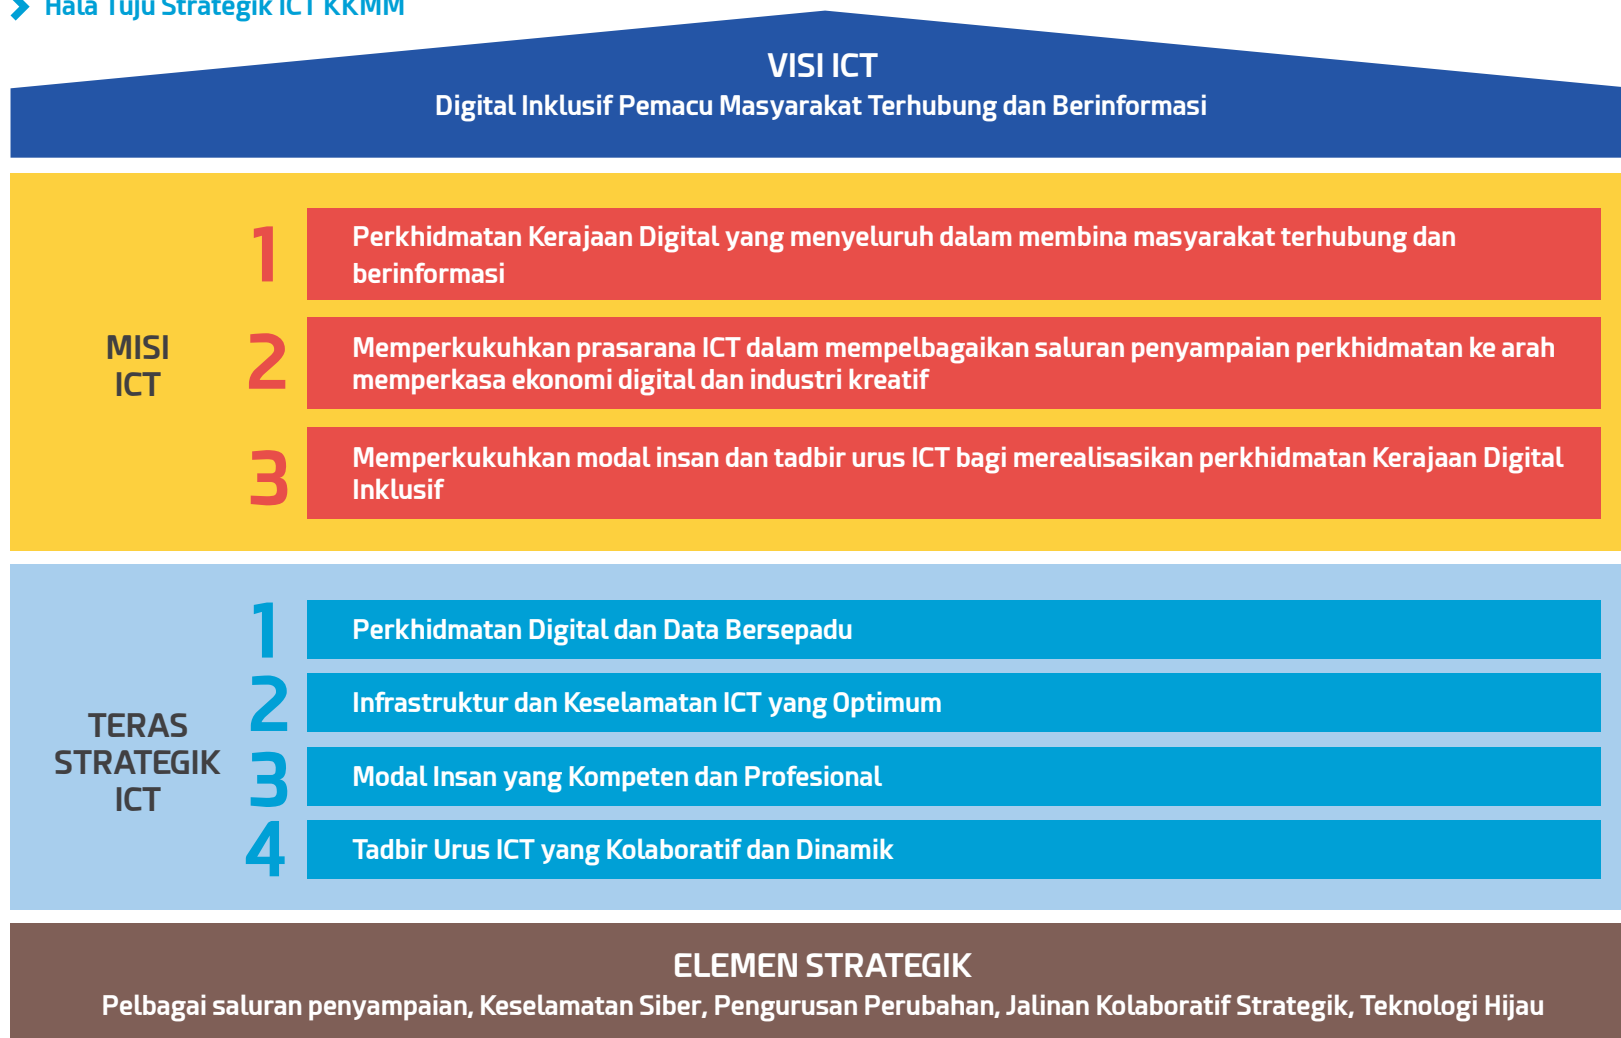 Hala Tuju Strategik ICT KKMM
VISI ICT
Digital Inklusif Pemacu Masyarakat Terhubung dan Berinformasi
MISI
ICT
1
Perkhidmatan Kerajaan Digital yang menyeluruh dalam membina masyarakat terhubung dan
berinformasi
2
Memperkukuhkan prasarana ICT dalam mempelbagaikan saluran penyampaian perkhidmatan ke arah
memperkasa ekonomi digital dan industri kreatif
3
Memperkukuhkan modal insan dan tadbir urus ICT bagi merealisasikan perkhidmatan Kerajaan Digital
Inklusif
TERAS
STRATEGIK
ICT
1
Perkhidmatan Digital dan Data Bersepadu
2
Infrastruktur dan Keselamatan ICT yang Optimum
3
Modal Insan yang Kompeten dan Profesional
4
Tadbir Urus ICT yang Kolaboratif dan Dinamik
ELEMEN STRATEGIK
Pelbagai saluran penyampaian, Keselamatan Siber, Pengurusan Perubahan, Jalinan Kolaboratif Strategik, Teknologi Hijau